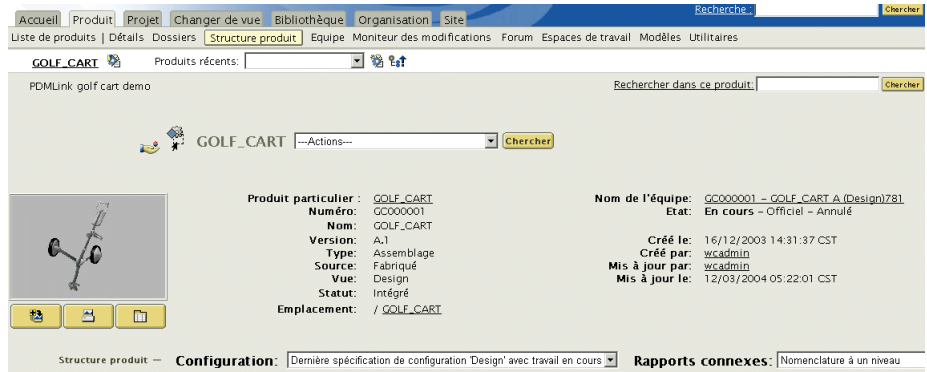 Recherche : Chercher
Accueil Produit Projet Changer de vue Bibliothèque Organisation Site
Liste de produits | Détails Dossiers Structure produit Equipe Moniteur des modifications Forum Espaces de travail Modèles Utilitaires
GOLF_CART Produits récents:
PDMLink golf cart demo Rechercher dans ce produit: Chercher
GOLF_CART ---Actions--- Chercher
Produit particulier : GOLF_CART Nom de l'équipe: GC000001 – GOLF_CART A (Design)781
Numéro: GC000001 Etat: En cours – Officiel – Annulé
Nom: GOLF_CART
Version: A.1 Créé le: 16/12/2003 14:31:37 CST
Type: Assemblage Créé par: wcadmin
Source: Fabriqué Mis à jour par: wcadmin
Vue: Design Mis à jour le: 12/03/2004 05:22:01 CST
Statut: Intégré
Emplacement: / GOLF_CART
Structure produit — Configuration: Dernière spécification de configuration 'Design' avec travail en cours Rapports connexes: Nomenclature à un niveau